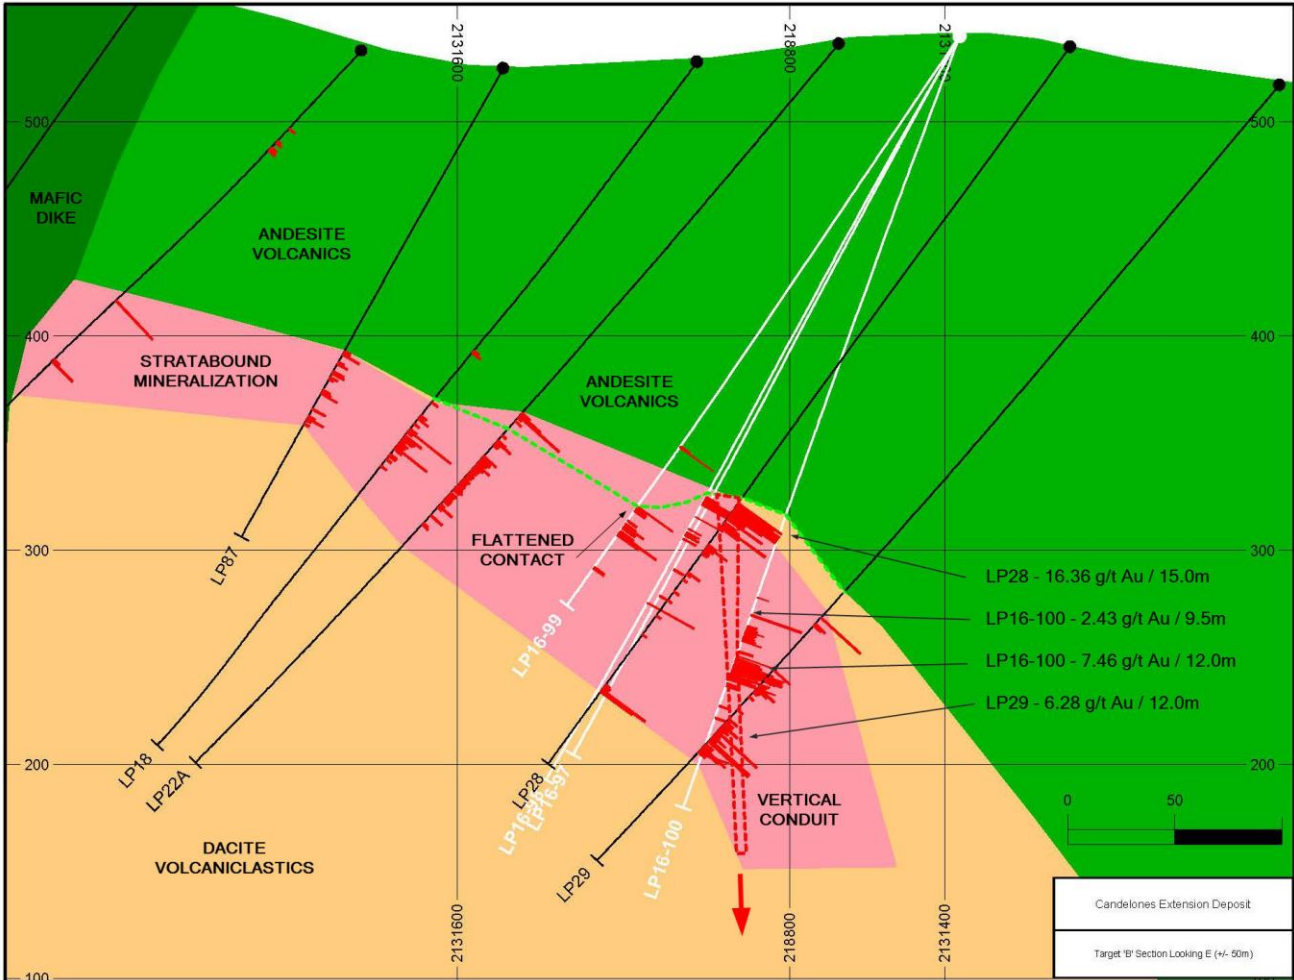 2131600
218800
500
500
MAFIC
DIKE
ANDESITE
VOLCANICS
400
400
STRATABOUND
MINERALIZATION
ANDESITE
VOLCANICS
FLATTENED
CONTACT
300
300
LP87
LP16-99
LP28 - 16.36 g/t Au / 15.0m
LP16-100 - 2.43 g/t Au / 9.5m
LP16-100 - 7.46 g/t Au / 12.0m
LP29 - 6.28 g/t Au / 12.0m
LP18
LP22A
LP28
LP16-97
200
200
LP29
LP16-100
VERTICAL
CONDUIT
0
50
DACITE
VOLCANICLASTICS
2131600
218800
2131400
100
Candelones Extension Deposit
Target 'B' Section Looking E (+/- 50m)